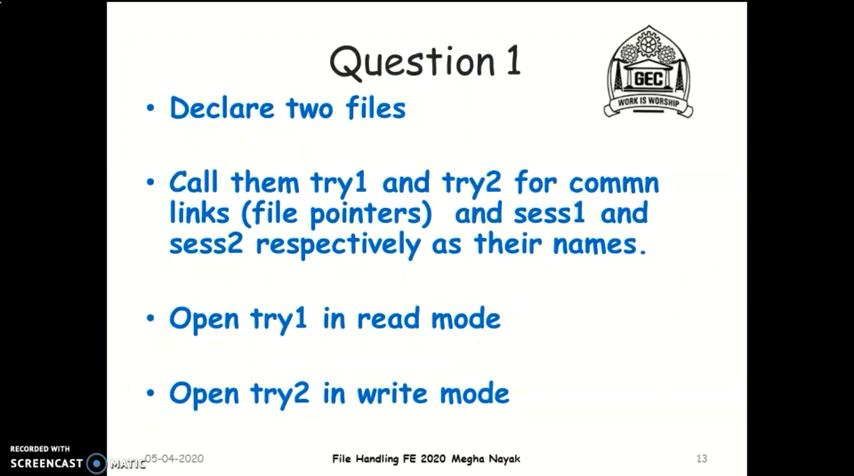 Question 1
GEC
WORK IS WORSHIP
• Declare two files
• Call them try1 and try2 for commn
links (file pointers) and sess1 and
sess2 respectively as their names.
• Open try1 in read mode
• Open try2 in write mode
RECORDED WITH
SCREENCAST MATIC
05-04-2020
File Handling FE 2020 Megha Nayak
13